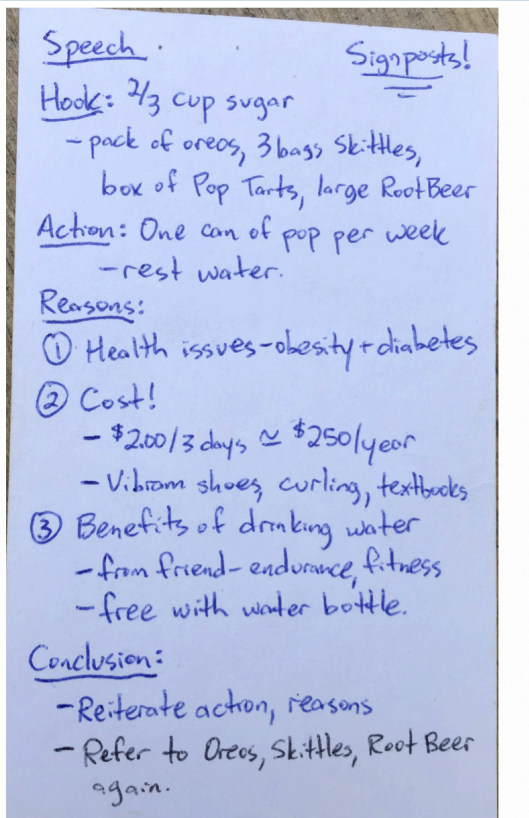 Speech.
Signposts!
Hook: 2/3 cup sugar
- pack of oreos, 3 bags Skittles,
box of Pop Tarts, large Root Beer
Action: One can of pop per week
- rest water.
Reasons:
① Health issues - obesity + diabetes
② Cost!
- $2.00/3 days ≃ $250/year
- Vibram shoes, curling, textbooks
③ Benefits of drinking water
- from friend - endurance, fitness
- free with water bottle.
Conclusion:
- Reiterate action, reasons
- Refer to Oreos, Skittles, Root Beer
again.